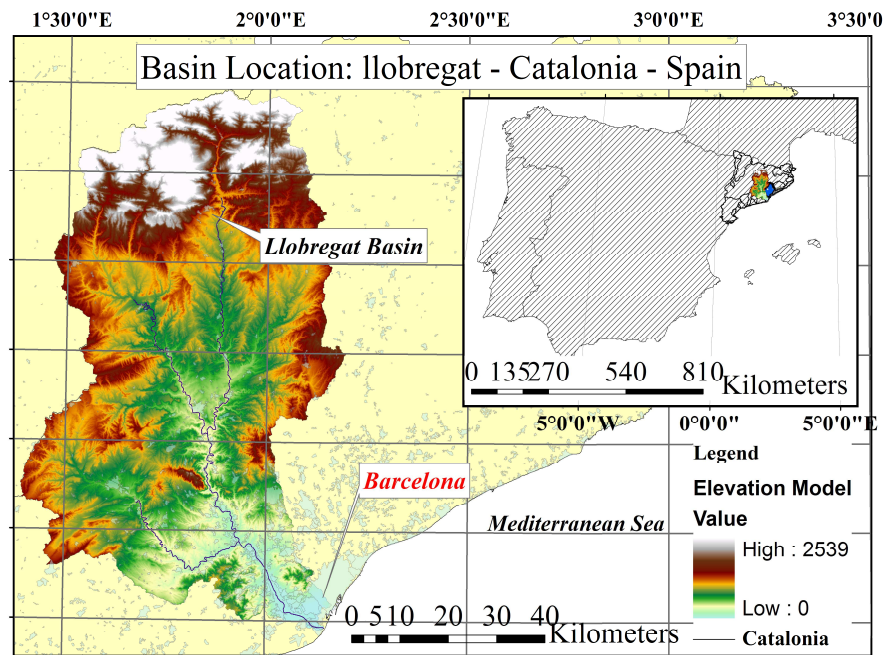 1°30'0"E 2°0'0"E 2°30'0"E 3°0'0"E 3°30'0
Basin Location: llobregat - Catalonia - Spain
Llobregat Basin
0 135270 540 810 Kilometers
5°0'0"W 0°0'0"E 5°0'0"E
Barcelona
Mediterranean Sea
Legend
Elevation Model
Value
High : 2539
Low : 0
Catalonia
0 510 20 30 40 Kilometers